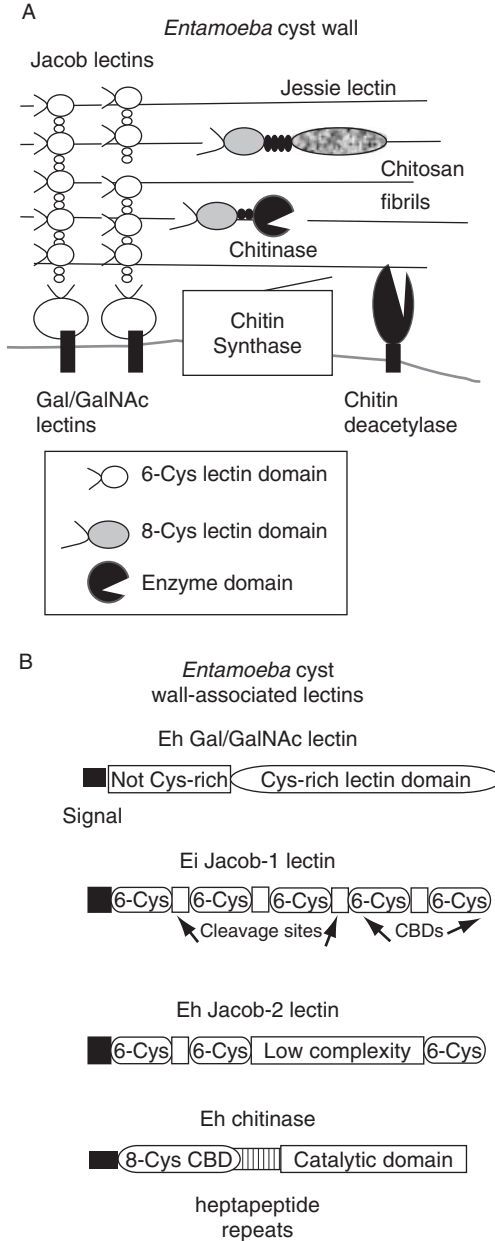 A
Entamoeba cyst wall
Jacob lectins
Jessie lectin
Chitosan
fibrils
Chitinase
Chitin
Synthase
Gal/GalNAc
lectins
Chitin
deacetylase
6-Cys lectin domain
8-Cys lectin domain
Enzyme domain
B
Entamoeba cyst
wall-associated lectins
Eh Gal/GalNAc lectin
Not Cys-rich Cys-rich lectin domain
Signal
Ei Jacob-1 lectin
6-Cys 6-Cys 6-Cys 6-Cys 6-Cys
Cleavage sites CBDs
Eh Jacob-2 lectin
6-Cys 6-Cys Low complexity 6-Cys
Eh chitinase
8-Cys CBD Catalytic domain
heptapeptide
repeats